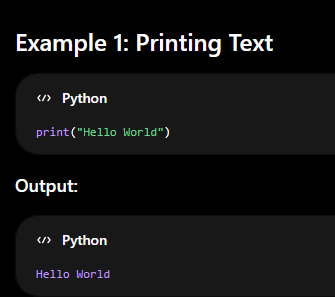 Example 1: Printing Text
</> Python
print("Hello World")
Output:
</> Python
Hello World